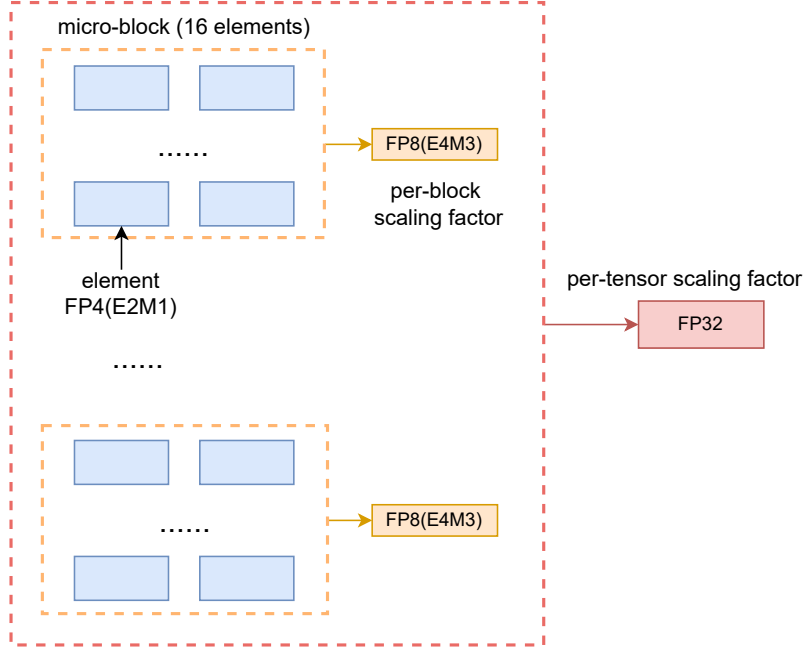 micro-block (16 elements)
......
FP8(E4M3)
per-block
scaling factor
element
FP4(E2M1)
per-tensor scaling factor
FP32
......
......
FP8(E4M3)